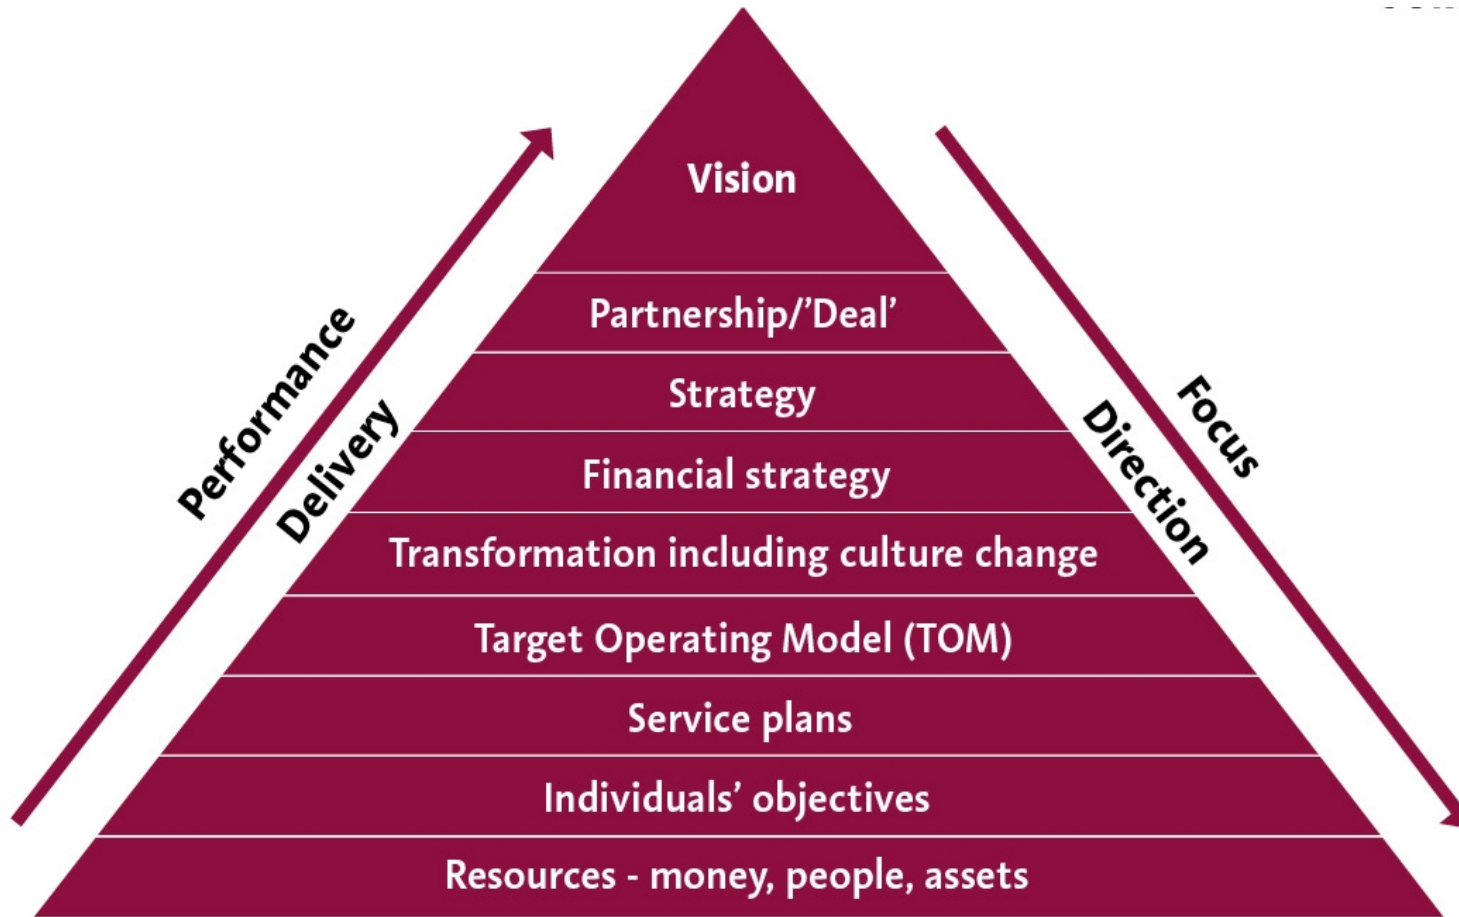 Vision
Partnership/’Deal’
Strategy
Financial strategy
Transformation including culture change
Target Operating Model (TOM)
Service plans
Individuals’ objectives
Resources - money, people, assets
Performance
Delivery
Focus
Direction